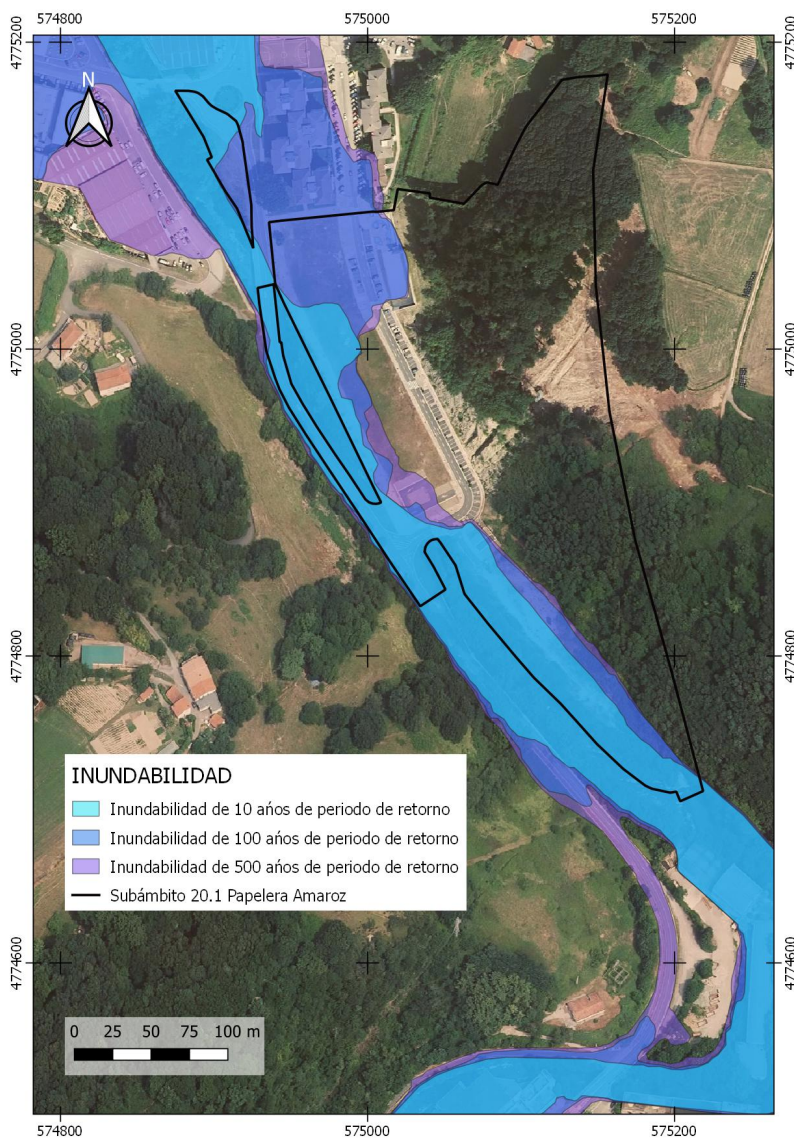 574800 575000 575200
4775200 4775200
N
4775000 4775000
4774800 4774800
INUNDABILIDAD
Inundabilidad de 10 años de periodo de retorno
Inundabilidad de 100 años de periodo de retorno
Inundabilidad de 500 años de periodo de retorno
Subámbito 20.1 Papelera Amaroz
4774600 4774600
0 25 50 75 100 m
574800 575000 575200